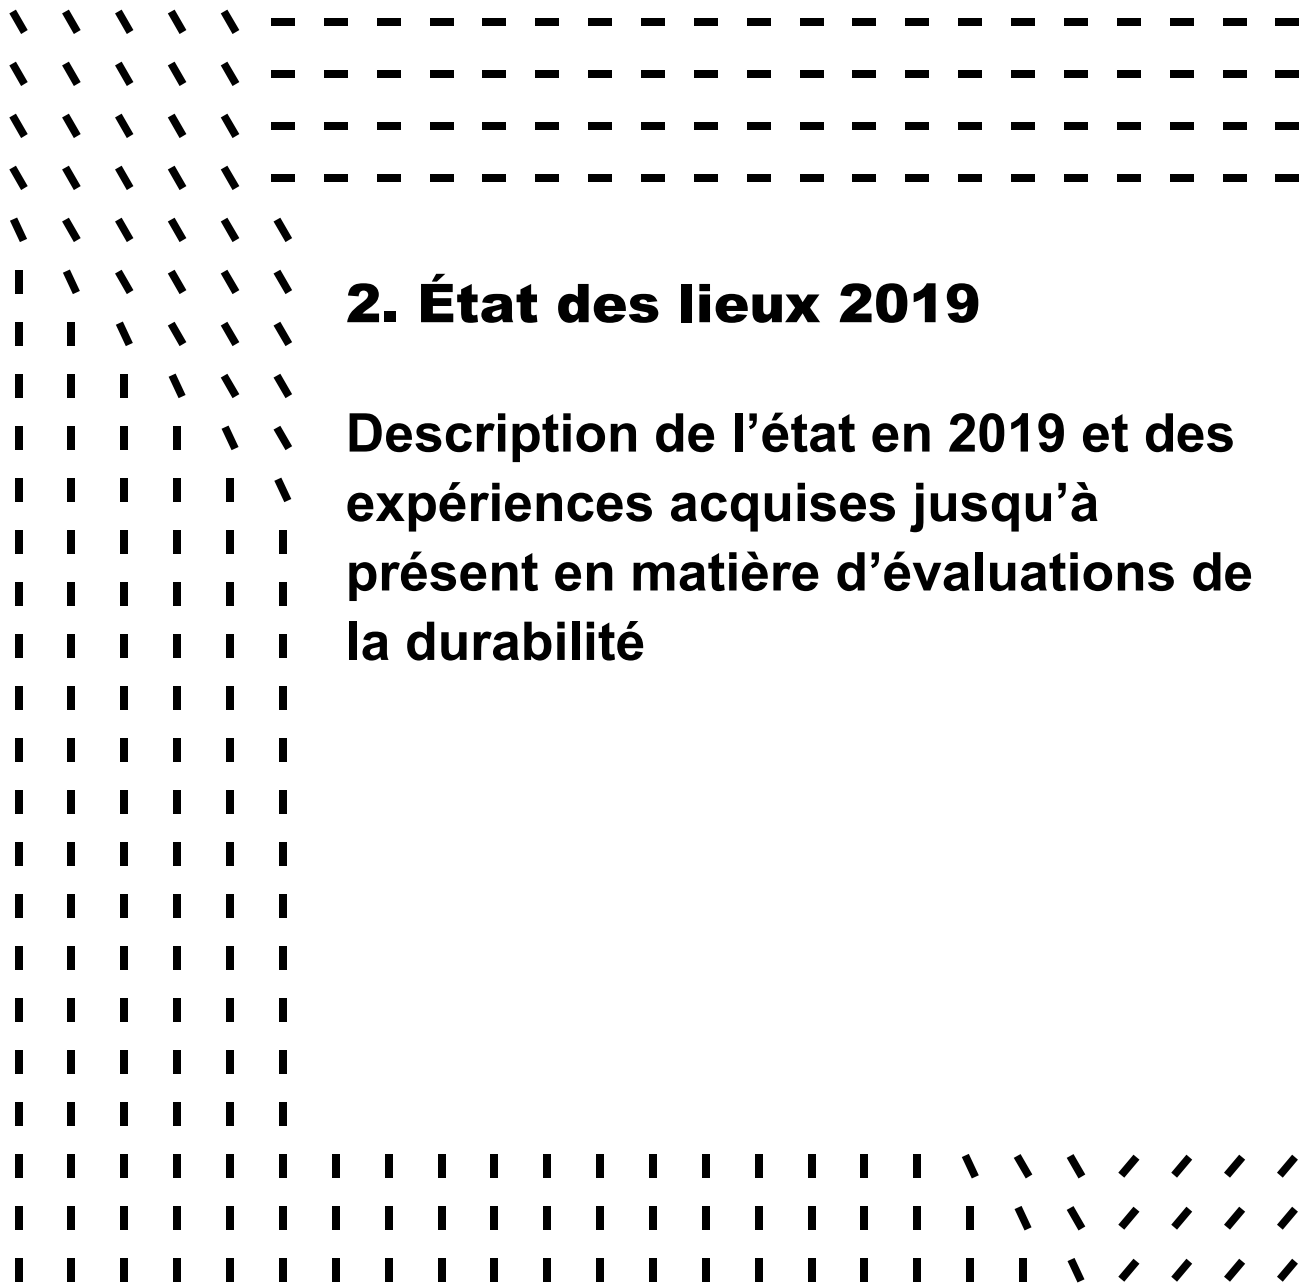 2. État des lieux 2019
Description de l’état en 2019 et des
expériences acquises jusqu’à
présent en matière d’évaluations de
la durabilité